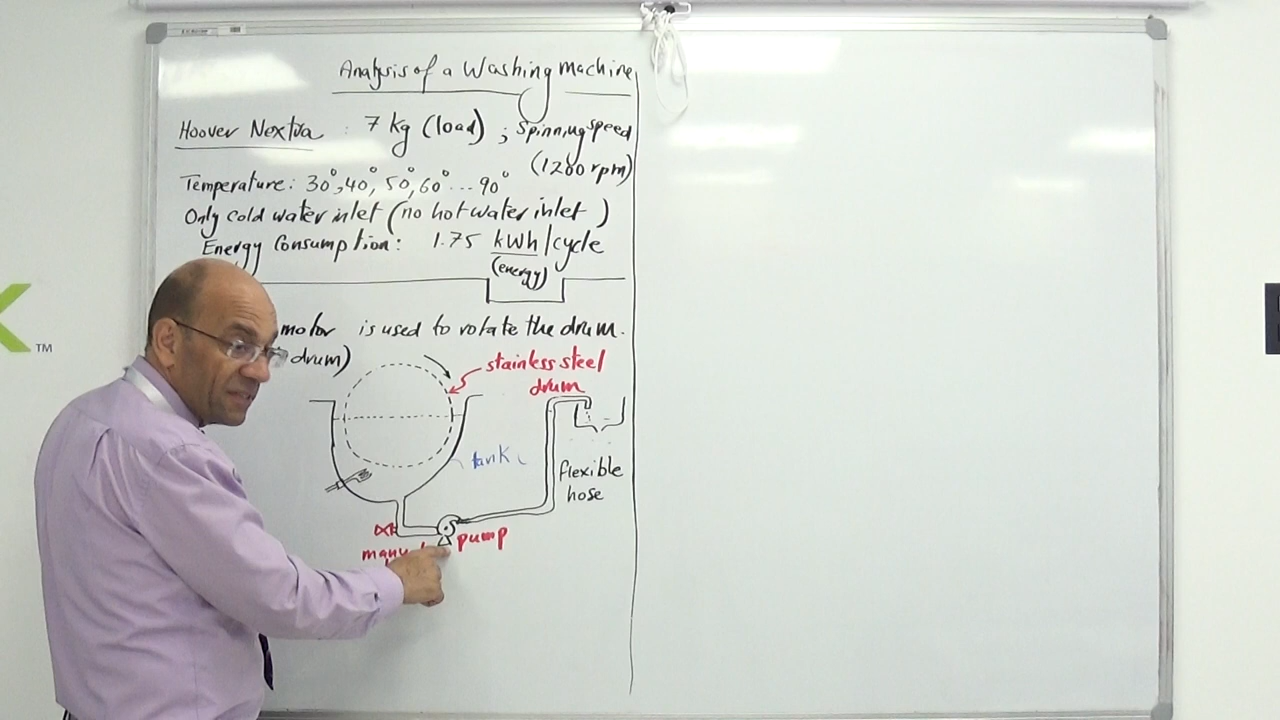 Analysis of a Washing machine
Hoover Nextra : 7 kg (load) ; spinning speed
(1200 rpm)
Temperature: 30°, 40°, 50°, 60° ... 90°
Only cold water inlet (no hot water inlet)
Energy Consumption: 1.75 kWh/cycle
(energy)
motor is used to rotate the drum.
drum)
stainless steel
drum
tank
flexible
hose
pump
TM